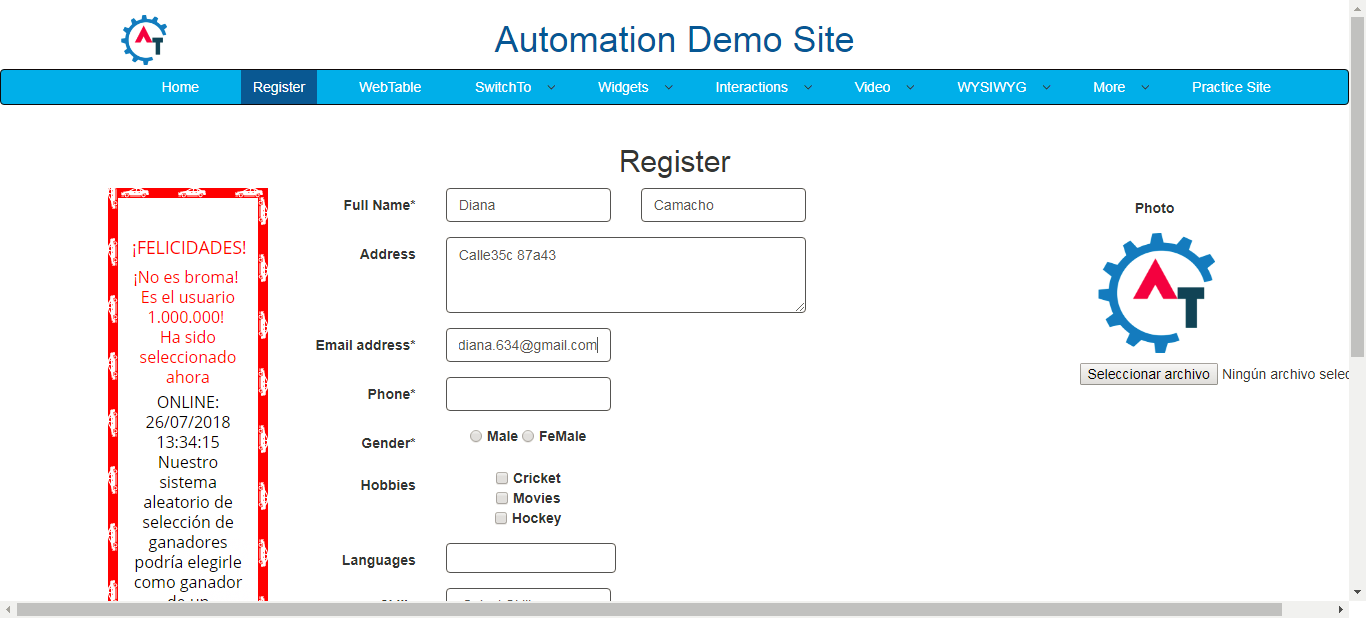 Automation Demo Site
Home Register WebTable SwitchTo Widgets Interactions Video WYSIWYG More Practice Site
Register
¡FELICIDADES!
¡No es broma!
Es el usuario
1.000.000!
Ha sido
seleccionado
ahora
ONLINE:
26/07/2018
13:34:15
Nuestro
sistema
aleatorio de
selección de
ganadores
podría elegirle
como ganador
de un
Full Name* Diana Camacho
Address Calle35c 87a43
Email address* diana.634@gmail.com
Phone*
Gender* Male FeMale
Hobbies Cricket
Movies
Hockey
Languages
Photo
AT
Seleccionar archivo Ningún archivo selec